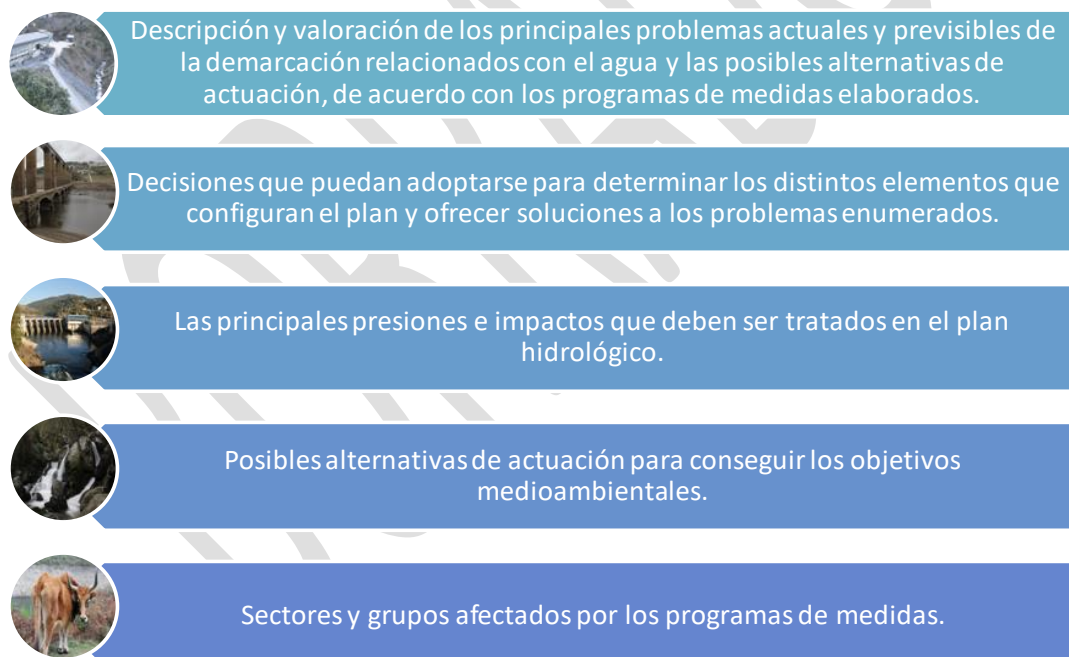 Descripción y valoración de los principales problemas actuales y previsibles de
la demarcación relacionados con el agua y las posibles alternativas de
actuación, de acuerdo con los programas de medidas elaborados.
Decisiones que puedan adoptarse para determinar los distintos elementos que
configuran el plan y ofrecer soluciones a los problemas enumerados.
Las principales presiones e impactos que deben ser tratados en el plan
hidrológico.
Posibles alternativas de actuación para conseguir los objetivos
medioambientales.
Sectores y grupos afectados por los programas de medidas.